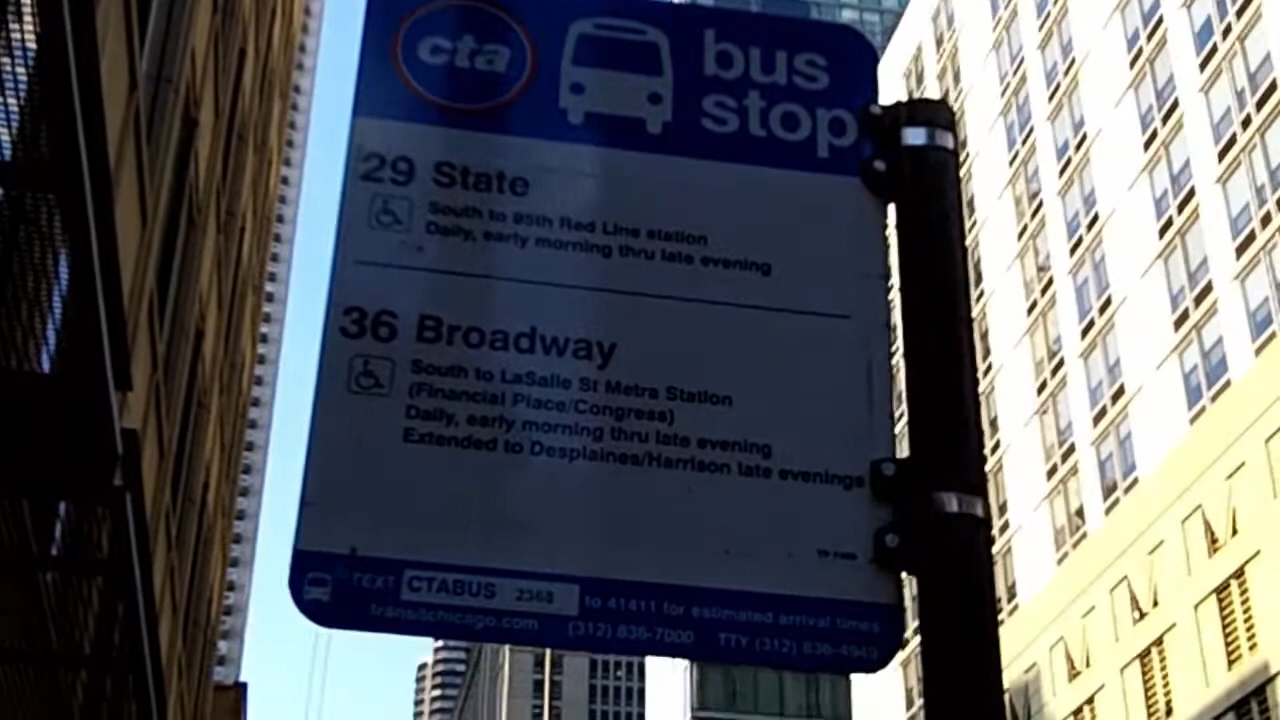 cta
bus
stop
29 State
South to 95th Red Line station
Daily, early morning thru late evening
36 Broadway
South to LaSalle St Metra Station
(Financial Place/Congress)
Daily, early morning thru late evening
Extended to Desplaines/Harrison late evenings
TEXT CTABUS 2368 to 41411 for estimated arrival times
transitchicago.com (312) 836-7000 TTY (312) 836-4949